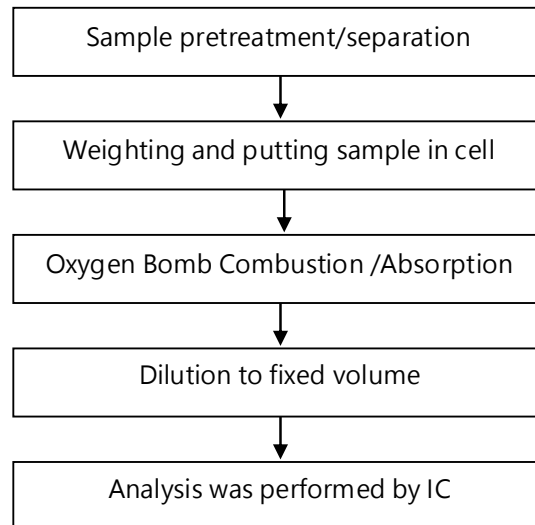 Sample pretreatment/separation
Weighting and putting sample in cell
Oxygen Bomb Combustion /Absorption
Dilution to fixed volume
Analysis was performed by IC